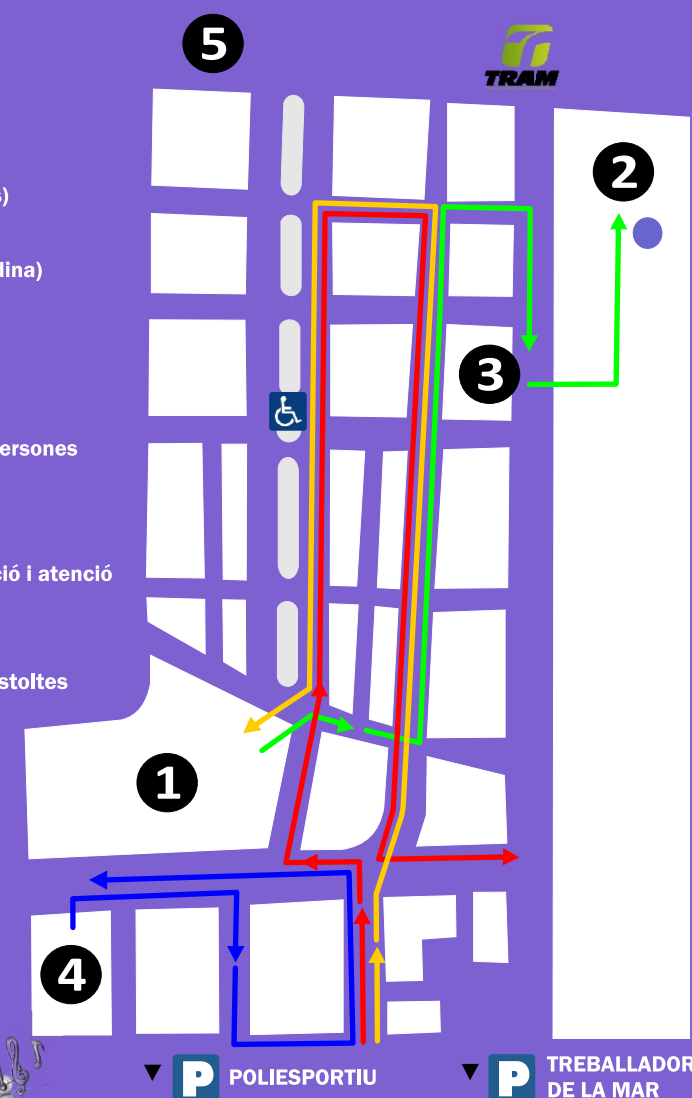 5
TRAM
2
s)
dina)
3
ersones
ció i atenció
stoltes
1
4
P POLIESPORTIU
P TREBALLADOR
DE LA MAR